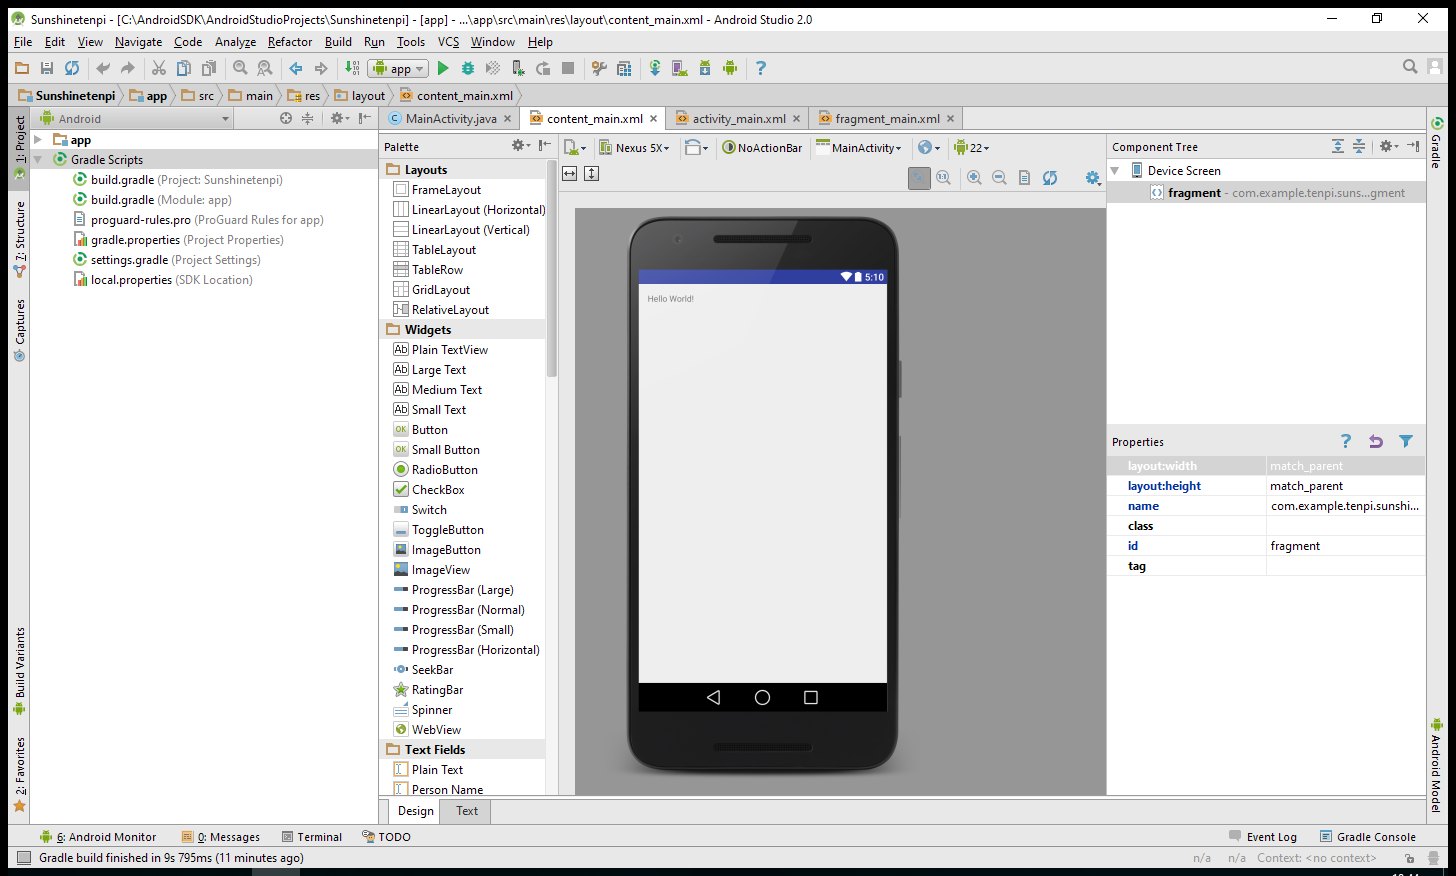 Sunshinetenpi - [C:\AndroidSDK\AndroidStudioProjects\Sunshinetenpi] - [app] - ...\app\src\main\res\layout\content_main.xml - Android Studio 2.0
File Edit View Navigate Code Analyze Refactor Build Run Tools VCS Window Help
app
Sunshinetenpi app src main res layout content_main.xml
Android
MainActivity.java content_main.xml activity_main.xml fragment_main.xml
1: Project
7: Structure
Captures
Build Variants
2: Favorites
app
Gradle Scripts
build.gradle (Project: Sunshinetenpi)
build.gradle (Module: app)
proguard-rules.pro (ProGuard Rules for app)
gradle.properties (Project Properties)
settings.gradle (Project Settings)
local.properties (SDK Location)
Palette
Layouts
FrameLayout
LinearLayout (Horizontal)
LinearLayout (Vertical)
TableLayout
TableRow
GridLayout
RelativeLayout
Widgets
Ab Plain TextView
Ab Large Text
Ab Medium Text
Ab Small Text
OK Button
OK Small Button
RadioButton
CheckBox
Switch
ToggleButton
ImageButton
ImageView
ProgressBar (Large)
ProgressBar (Normal)
ProgressBar (Small)
ProgressBar (Horizontal)
SeekBar
RatingBar
Spinner
WebView
Text Fields
Plain Text
Person Name
Nexus 5X NoActionBar MainActivity 22
5:10
Hello World!
Design Text
Component Tree
Device Screen
fragment - com.example.tenpi.suns...gment
Properties
layout:width match_parent
layout:height match_parent
name com.example.tenpi.sunshi...
class
id fragment
tag
Gradle
Android Model
6: Android Monitor 0: Messages Terminal TODO Event Log Gradle Console
Gradle build finished in 9s 795ms (11 minutes ago) n/a n/a Context: <no context>